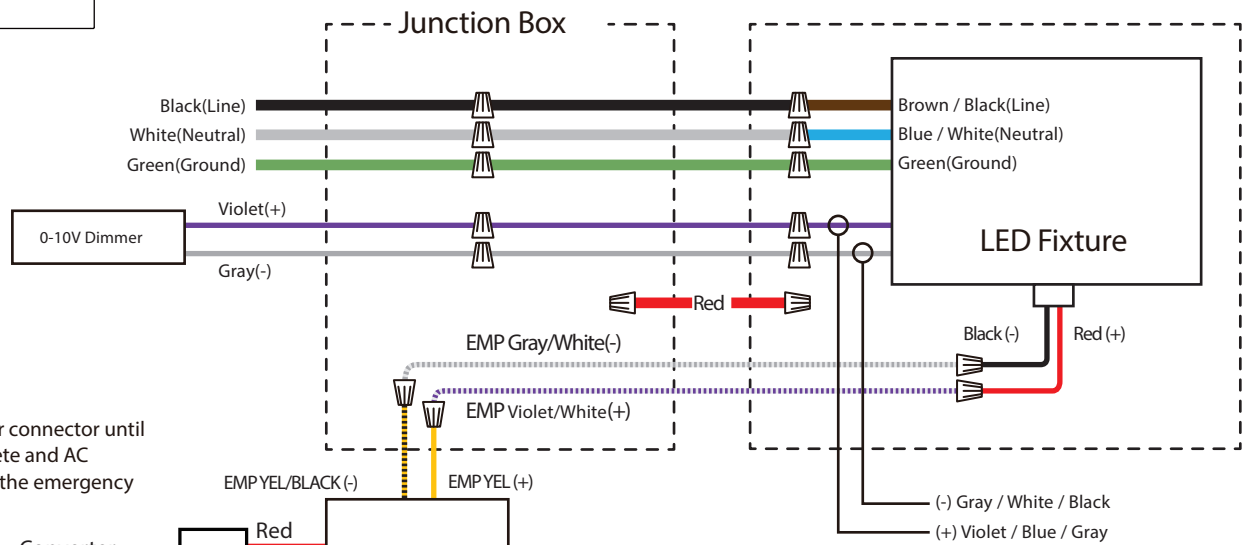 Junction Box
Black(Line)
Brown / Black(Line)
White(Neutral)
Blue / White(Neutral)
Green(Ground)
Green(Ground)
Violet(+)
0-10V Dimmer
LED Fixture
Gray(-)
Red
Black (-)
Red (+)
EMP Gray/White(-)
EMP Violet/White(+)
r connector until
ete and AC
the emergency
EMP YEL/BLACK (-)
EMP YEL (+)
(-) Gray / White / Black
(+) Violet / Blue / Gray
Red